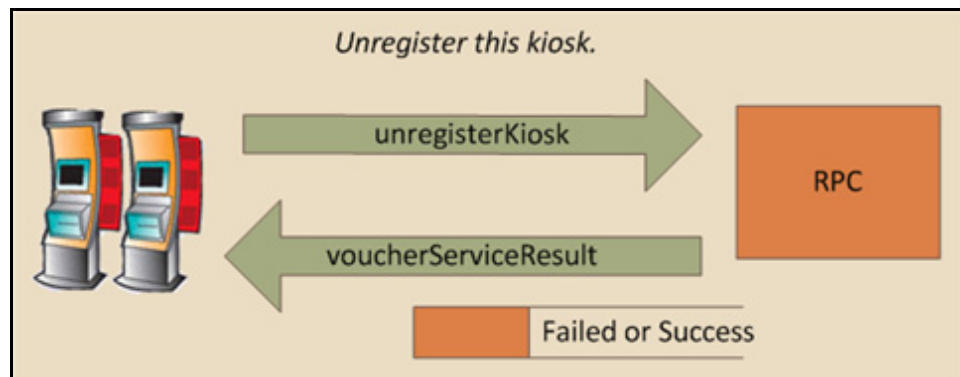 Unregister this kiosk.
unregisterKiosk
RPC
voucherServiceResult
Failed or Success